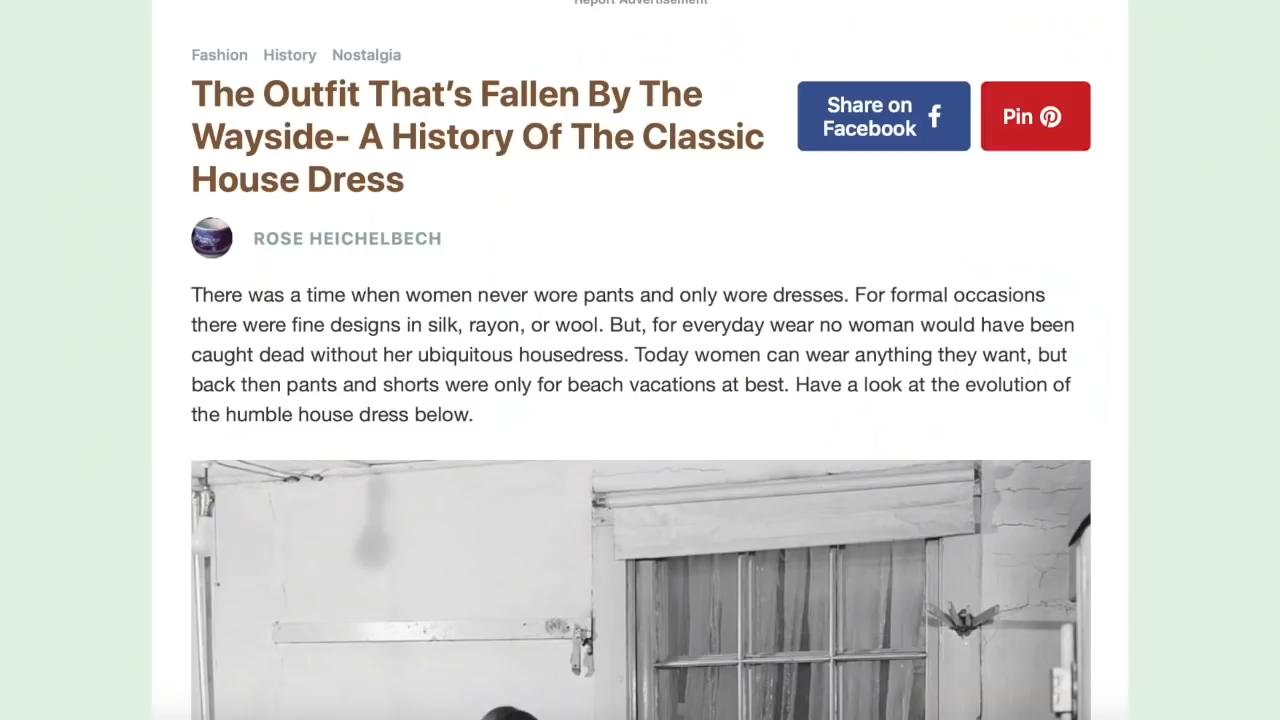 Report Advertisement
Fashion History Nostalgia
The Outfit That's Fallen By The
Wayside- A History Of The Classic
House Dress
Share on
Facebook
Pin
ROSE HEICHELBECH
There was a time when women never wore pants and only wore dresses. For formal occasions
there were fine designs in silk, rayon, or wool. But, for everyday wear no woman would have been
caught dead without her ubiquitous housedress. Today women can wear anything they want, but
back then pants and shorts were only for beach vacations at best. Have a look at the evolution of
the humble house dress below.